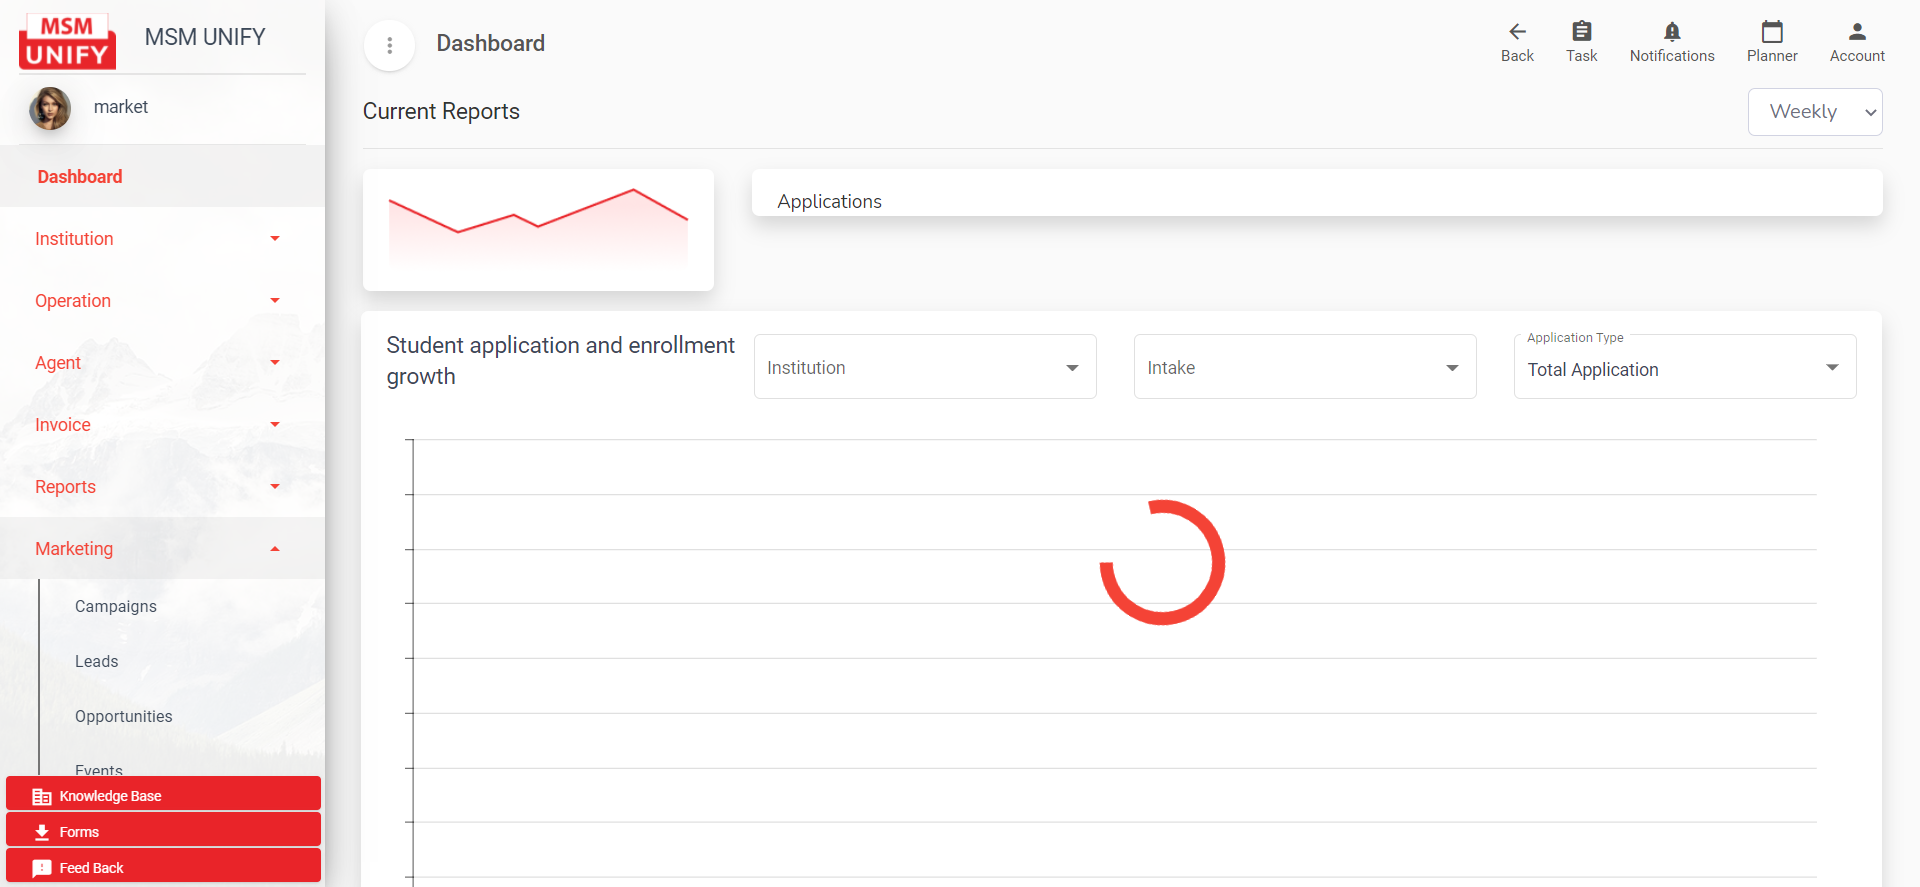 MSM
UNIFY
MSM UNIFY
market
Dashboard
Institution
Operation
Agent
Invoice
Reports
Marketing
Campaigns
Leads
Opportunities
Events
Knowledge Base
Forms
Feed Back
Dashboard
Back
Task
Notifications
Planner
Account
Current Reports
Weekly
Applications
Student application and enrollment
growth
Institution
Intake
Application Type
Total Application